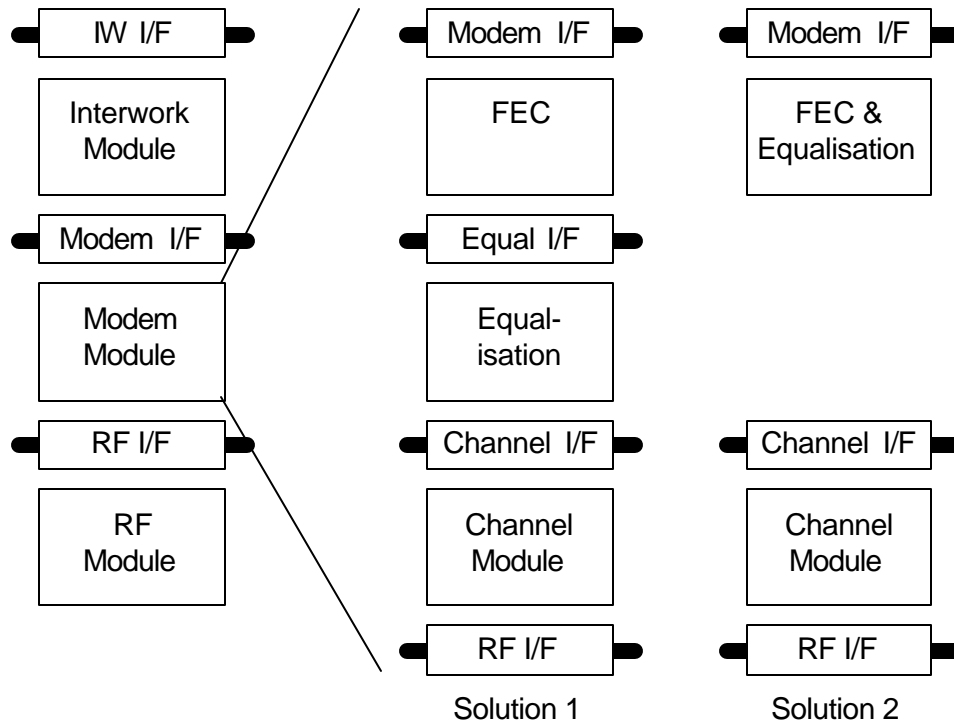 IW I/F
Interwork
Module
Modem I/F
Modem
Module
RF I/F
RF
Module
Modem I/F
FEC
Equal I/F
Equal-
isation
Channel I/F
Channel
Module
RF I/F
Solution 1
Modem I/F
FEC &
Equalisation
Channel I/F
Channel
Module
RF I/F
Solution 2